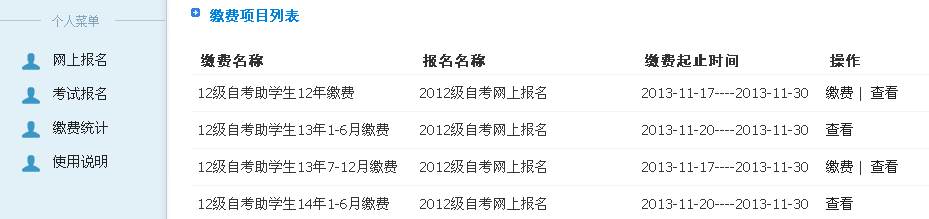 个人菜单
网上报名
考试报名
缴费统计
使用说明
缴费项目列表
缴费名称 报名名称 缴费起止时间 操作
12级自考助学生12年缴费 2012级自考网上报名 2013-11-17----2013-11-30 缴费 | 查看
12级自考助学生13年1-6月缴费 2012级自考网上报名 2013-11-20----2013-11-30 查看
12级自考助学生13年7-12月缴费 2012级自考网上报名 2013-11-17----2013-11-30 缴费 | 查看
12级自考助学生14年1-6月缴费 2012级自考网上报名 2013-11-20----2013-11-30 查看